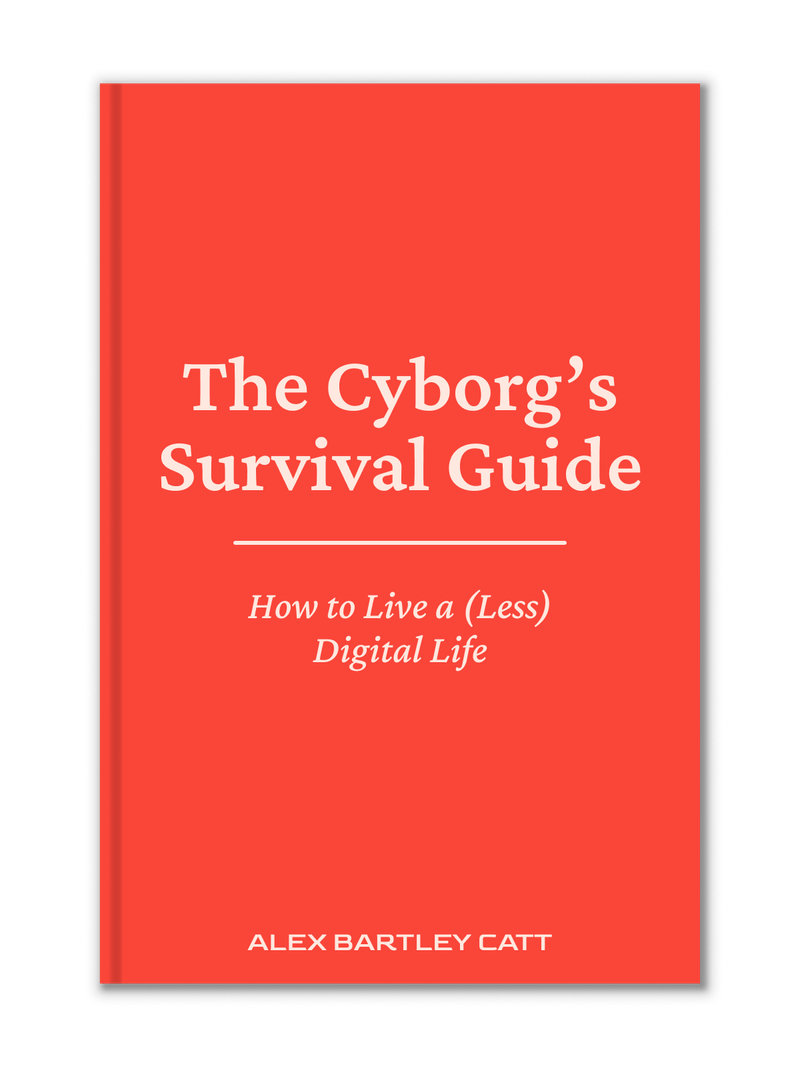 The Cyborg’s
Survival Guide
How to Live a (Less)
Digital Life
ALEX BARTLEY CATT